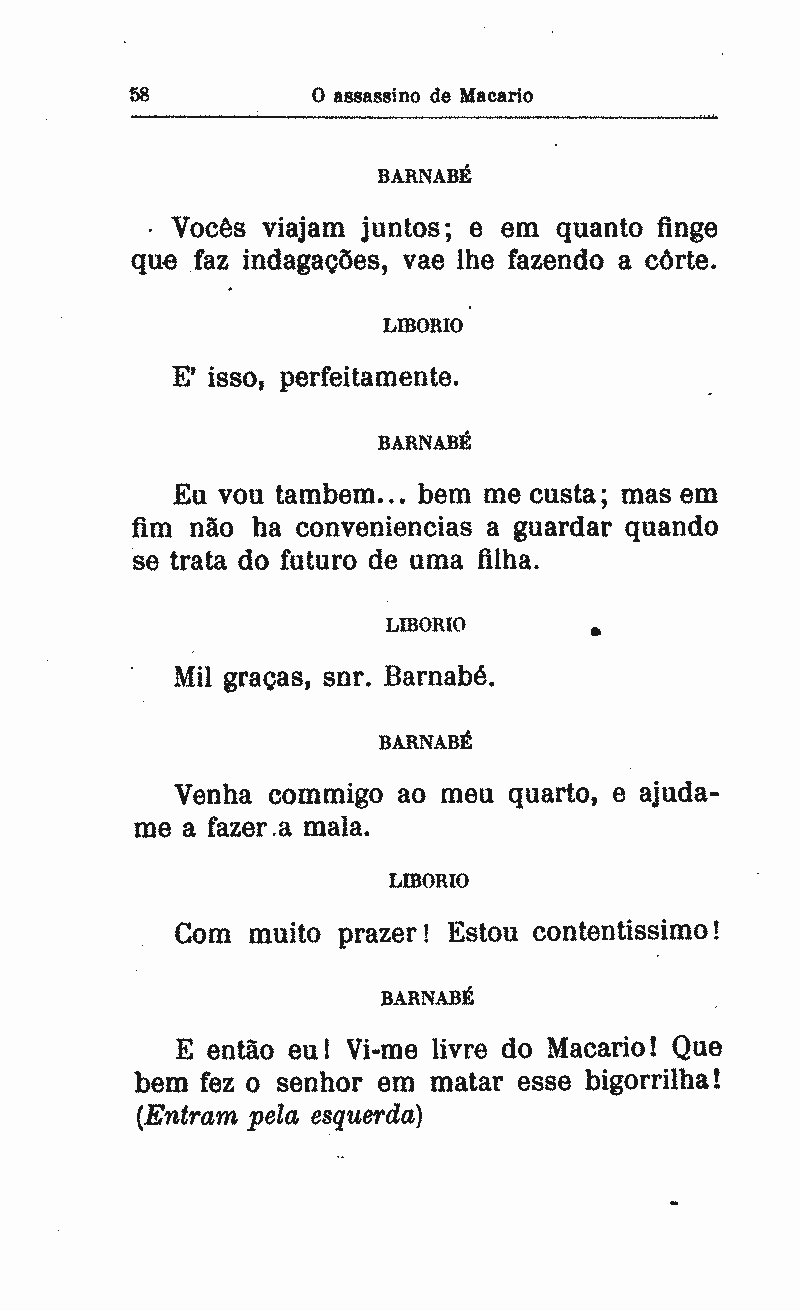 58 O assassino de Macario
BARNABÉ
Vocês viajam juntos; e em quanto finge
que faz indagações, vae lhe fazendo a côrte.
LIBORIO
E' isso, perfeitamente.
BARNABÉ
Eu vou tambem... bem me custa; mas em
fim não ha conveniencias a guardar quando
se trata do futuro de uma filha.
LIBORIO
Mil graças, snr. Barnabé.
BARNABÉ
Venha commigo ao meu quarto, e ajuda-
me a fazer a mala.
LIBORIO
Com muito prazer! Estou contentissimo!
BARNABÉ
E então eu! Vi-me livre do Macario! Que
bem fez o senhor em matar esse bigorrilha!
(Entram pela esquerda)